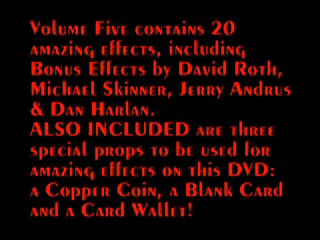 Volume Five contains 20
amazing effects, including
Bonus Effects by David Roth,
Michael Skinner, Jerry Andrus
& Dan Harlan.
ALSO INCLUDED are three
special props to be used for
amazing effects on this DVD:
a Copper Coin, a Blank Card
and a Card Wallet!